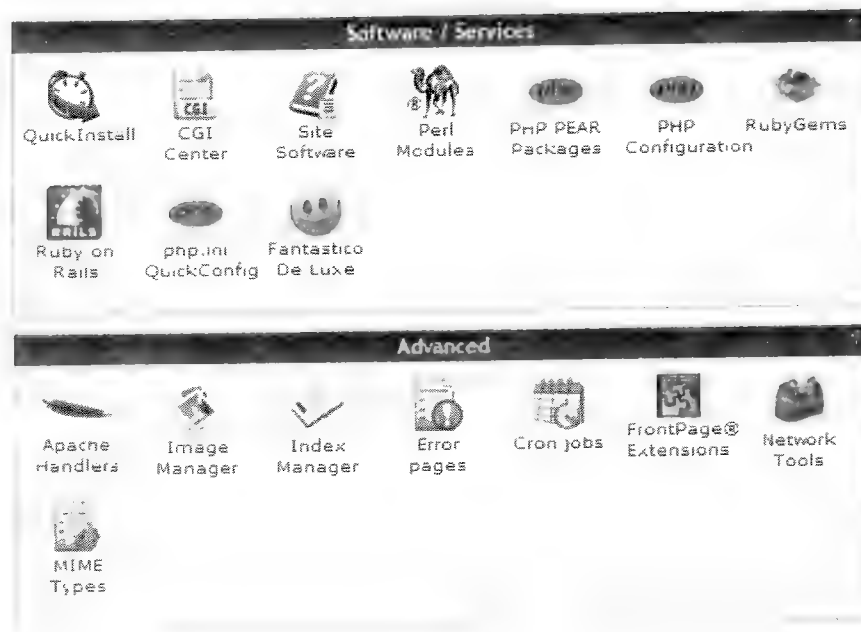 Software / Services
QuickInstall
CGI
CGI
Center
Site
Software
®
Perl
Modules
PHP PEAR
Packages
PHP
Configuration
RubyGems
RAILS
Ruby on
Rails
php.ini
QuickConfig
Fantastico
De Luxe
Advanced
Apache
Handlers
Image
Manager
Index
Manager
Error
pages
Cron jobs
FrontPage®
Extensions
Network
Tools
MIME
Types